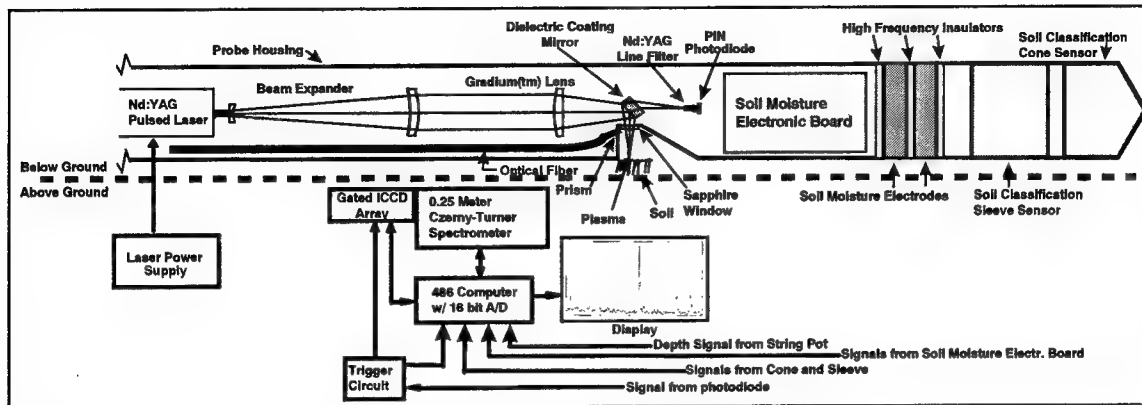 Dielectric Coating
Mirror
Nd:YAG
Line Filter
PIN
Photodiode
High Frequency Insulators
Soil Classification
Cone Sensor
Probe Housing
Beam Expander
Gradium(tm) Lens
Nd:YAG
Pulsed Laser
Soil Moisture
Electronic Board
Below Ground
Above Ground
Optical Fiber
Prism
Plasma
Soil
Sapphire
Window
Soil Moisture Electrodes
Soil Classification
Sleeve Sensor
Gated ICCD
Array
0.25 Meter
Czerny-Turner
Spectrometer
Laser Power
Supply
486 Computer
w/ 16 bit A/D
Display
Depth Signal from String Pot
Signals from Soil Moisture Electr. Board
Signals from Cone and Sleeve
Trigger
Circuit
Signal from photodiode